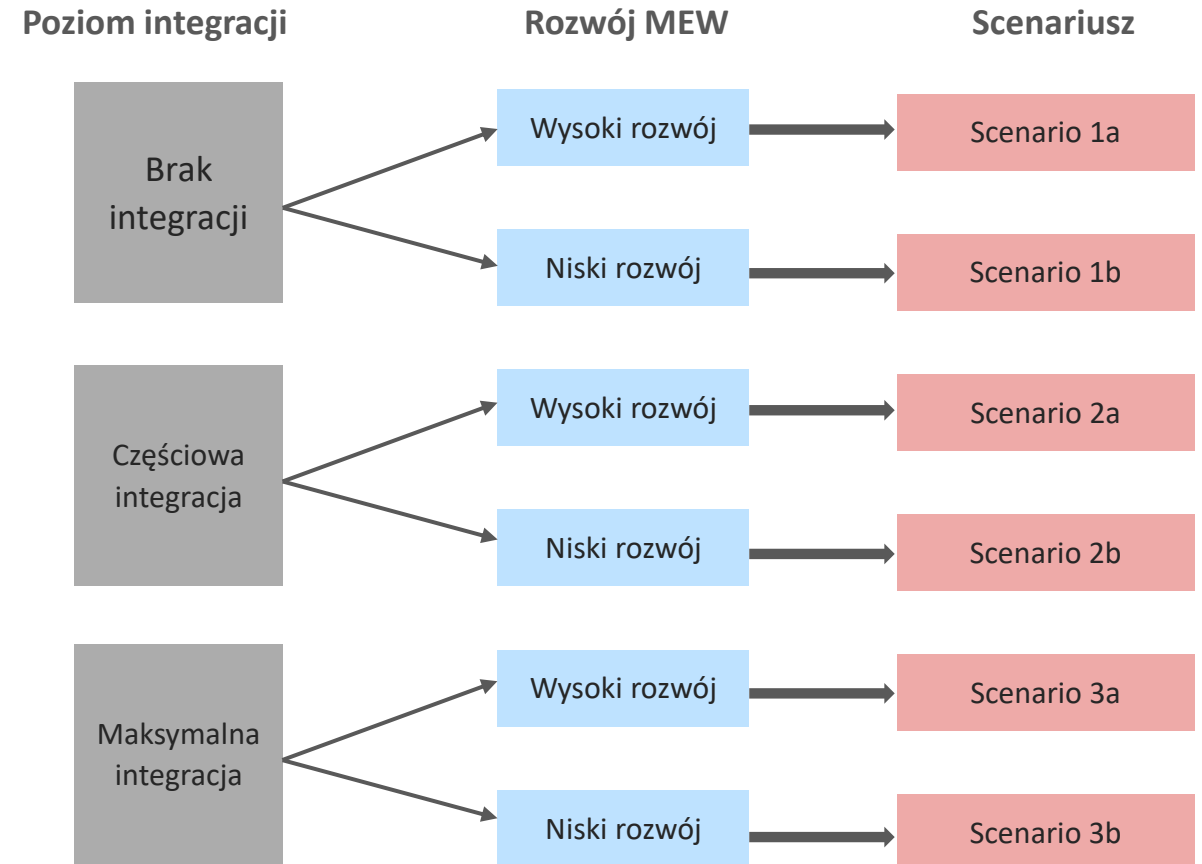 Poziom integracji
Rozwój MEW
Scenariusz
Brak
integracji
Wysoki rozwój
Scenario 1a
Niski rozwój
Scenario 1b
Częściowa
integracja
Wysoki rozwój
Scenario 2a
Niski rozwój
Scenario 2b
Maksymalna
integracja
Wysoki rozwój
Scenario 3a
Niski rozwój
Scenario 3b